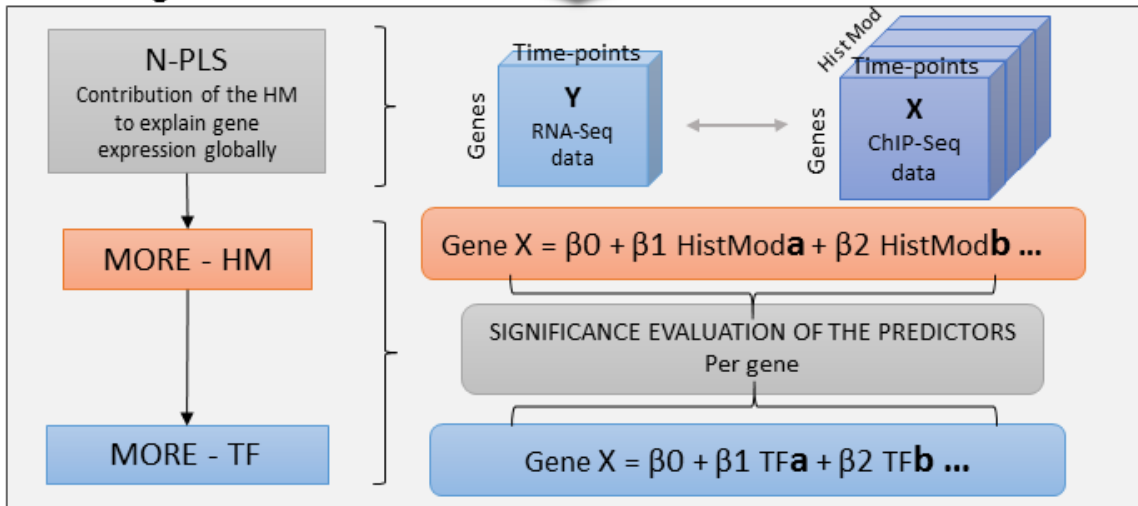 N-PLS
Contribution of the HM
to explain gene
expression globally
Time-points
Genes
Y
RNA-Seq
data
HistMod
Time-points
Genes
X
ChIP-Seq
data
MORE - HM
Gene X = β0 + β1 HistModa + β2 HistModb ...
SIGNIFICANCE EVALUATION OF THE PREDICTORS
Per gene
MORE - TF
Gene X = β0 + β1 TFa + β2 TFb ...